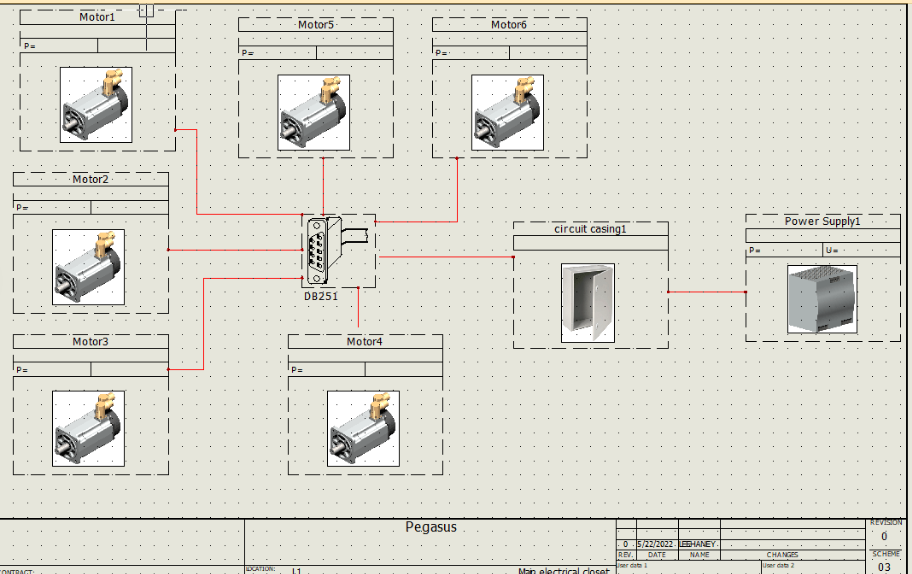 Motor1
P=
Motor5
P=
Motor6
P=
Motor2
P=
DB251
circuit casing1
Power Supply1
P= U=
Motor3
P=
Motor4
P=
Pegasus
REVISION
0
0 5/22/2022 LEEHANEY
REV. DATE NAME CHANGES
SCHEME
03
CONTRACT:
LOCATION: L1
Main electrical closet
User data 1
User data 2